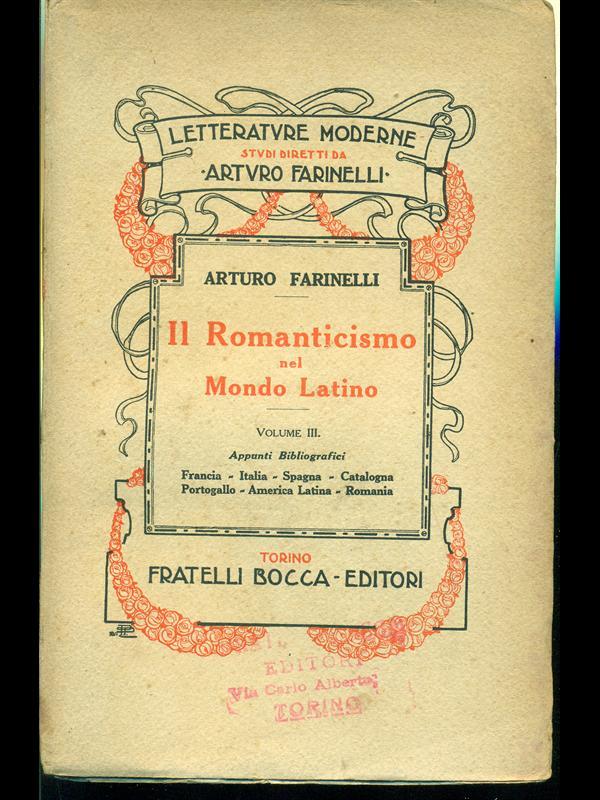 LETTERATVRE MODERNE
STVDI DIRETTI DA
·ARTVRO FARINELLI·
ARTURO FARINELLI
Il Romanticismo
nel
Mondo Latino
VOLUME III.
Appunti Bibliografici
Francia - Italia - Spagna - Catalogna
Portogallo - America Latina - Romania
TORINO
FRATELLI BOCCA - EDITORI
EDITORI
Via Carlo Alberto,
TORINO